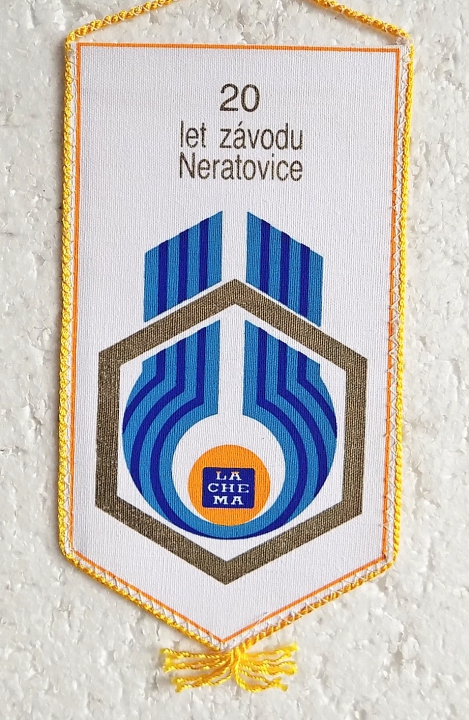 20
let závodu
Neratovice
LA
CHE
MA